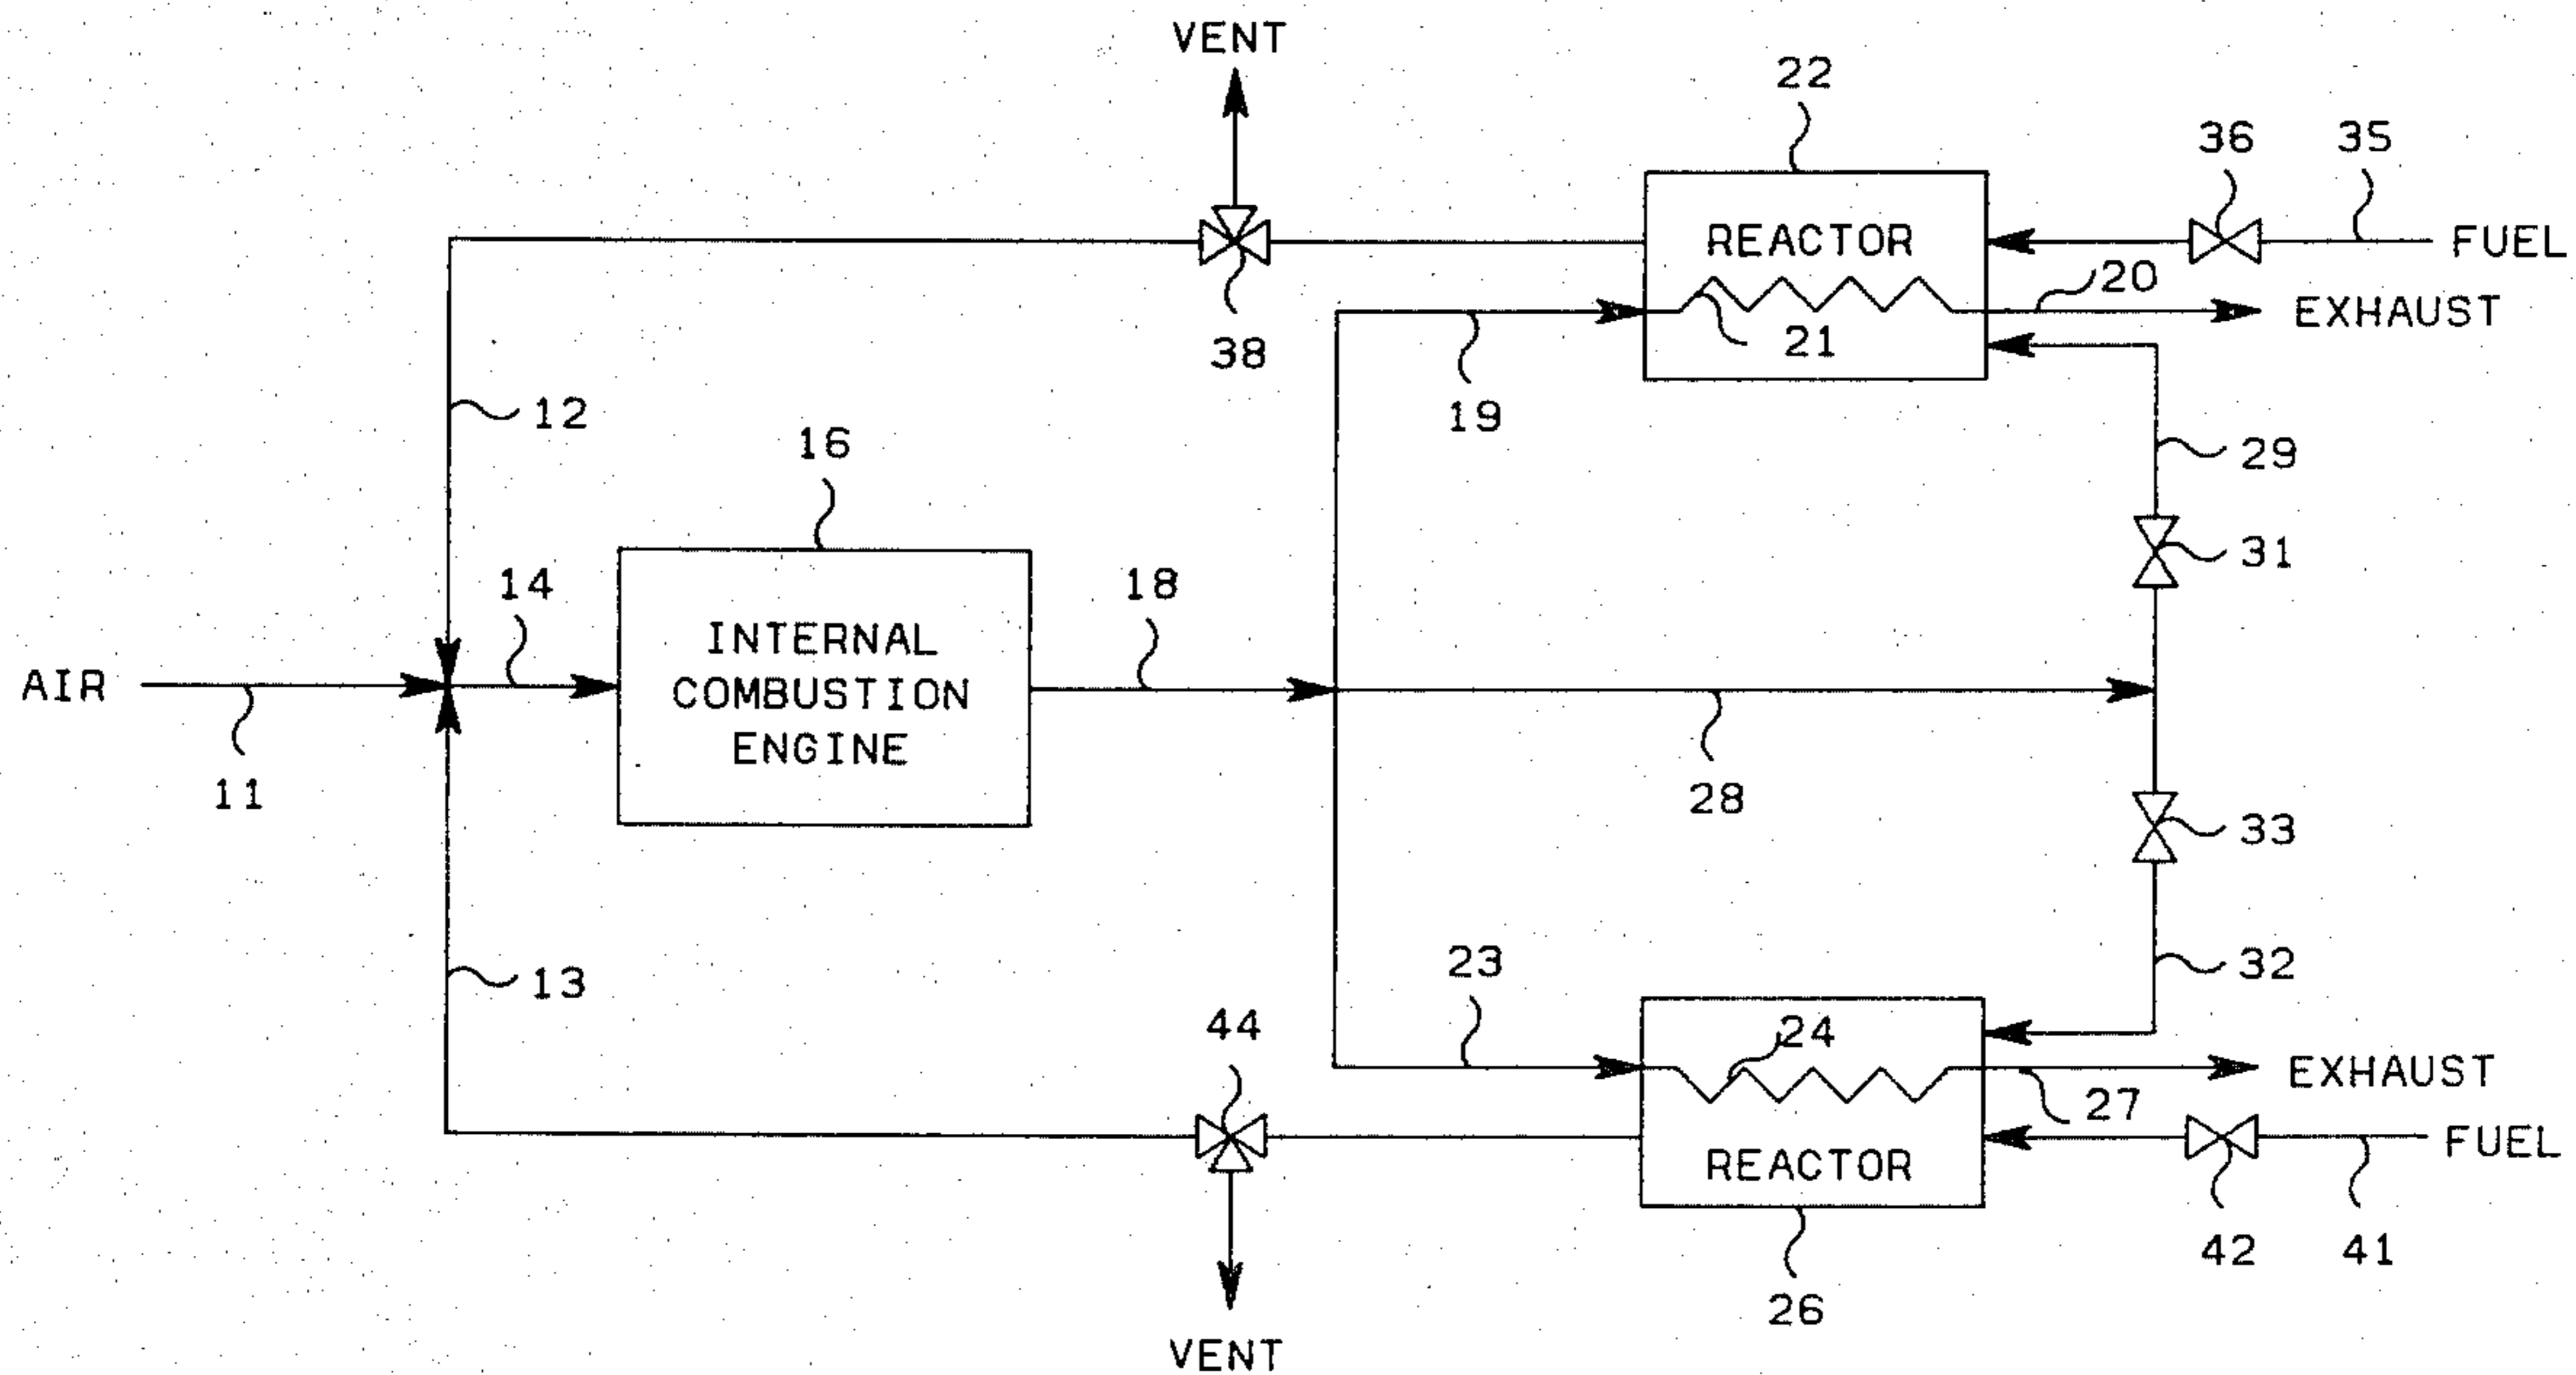 VENT
22
36
35
REACTOR
FUEL
20
EXHAUST
21
38
19
12
29
16
31
14
18
INTERNAL
COMBUSTION
ENGINE
AIR
11
28
33
23
32
13
44
24
EXHAUST
27
FUEL
REACTOR
42
41
26
VENT